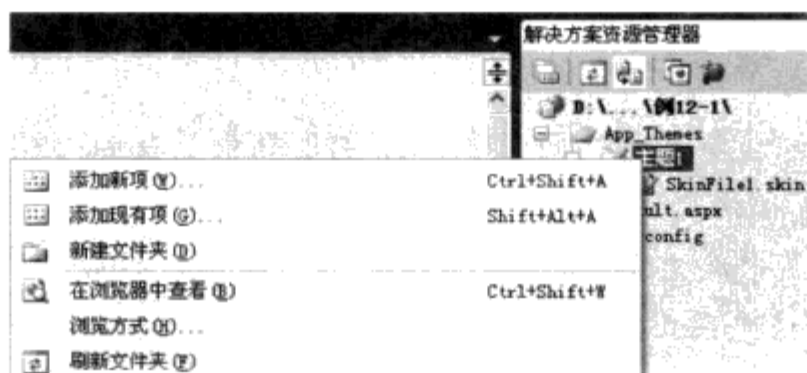 解决方案资源管理器
D:\...\例12-1\
App_Themes
主题1
SkinFile1.skin
ult.aspx
config
添加新项(W)... Ctrl+Shift+A
添加现有项(G)... Shift+Alt+A
新建文件夹(D)
在浏览器中查看(B) Ctrl+Shift+W
浏览方式(H)...
刷新文件夹(F)